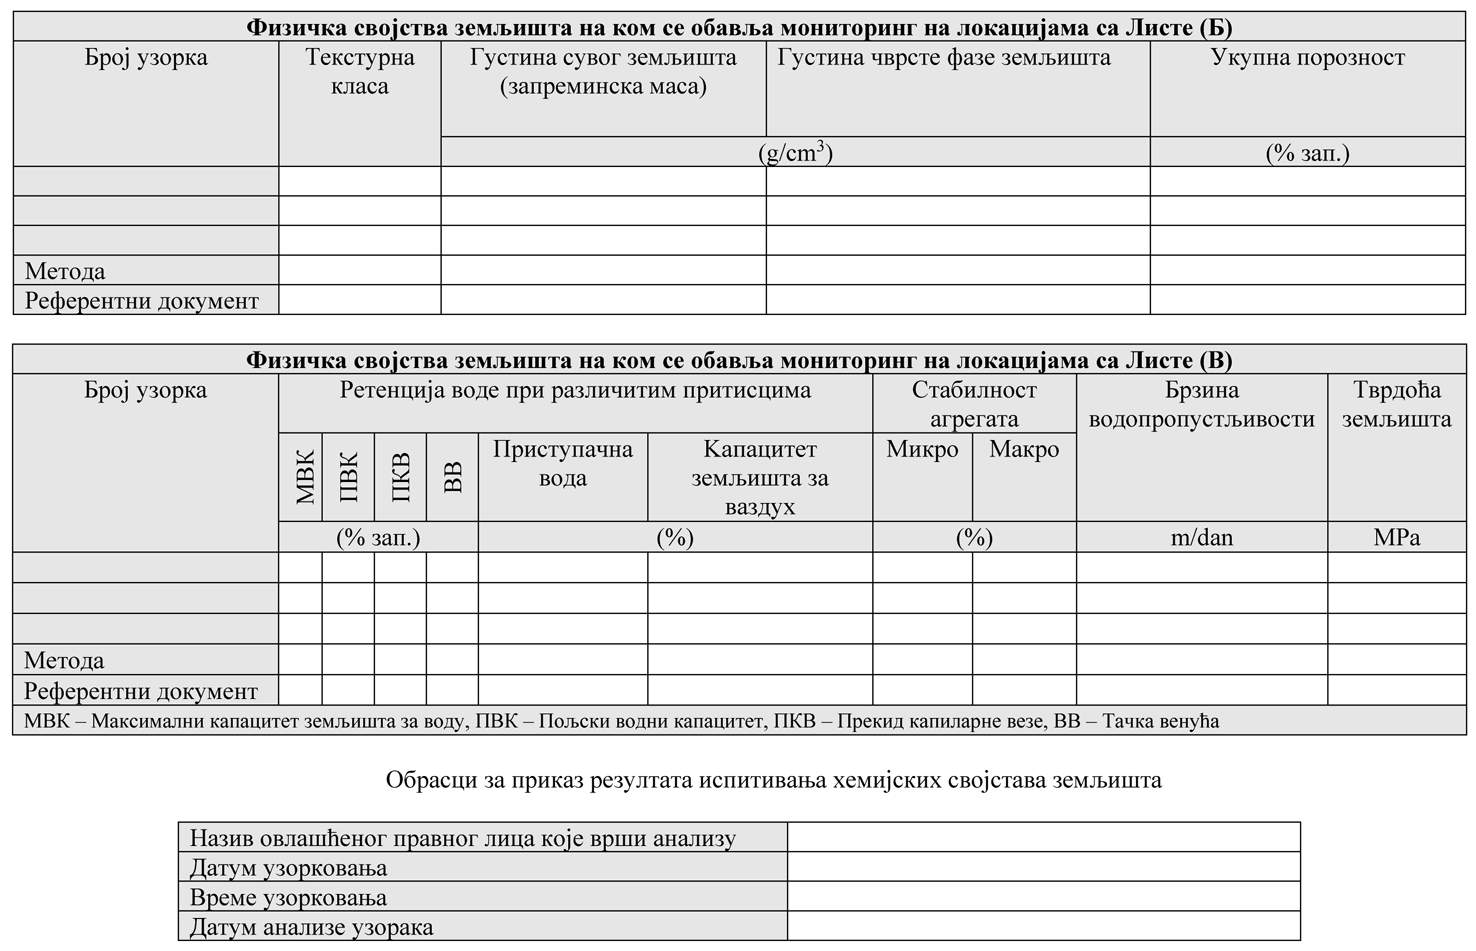 Физичка својства земљишта на ком се обавља мониторинг на локацијама са Листе (Б)
Број узорка
Текстурна
класа
Густина сувог земљишта
(запреминска маса)
Густина чврсте фазе земљишта
Укупна порозност
(g/cm³)
(% зап.)
Метода
Референтни документ
Физичка својства земљишта на ком се обавља мониторинг на локацијама са Листе (В)
Број узорка
Ретенција воде при различитим притисцима
Стабилност
агрегата
Брзина
водопропустљивости
Тврдоћа
земљишта
МВК
ПВК
ПКВ
ВВ
Приступачна
вода
Капацитет
земљишта за
ваздух
Микро
Макро
(% зап.)
(%)
(%)
m/dan
MPa
Метода
Референтни документ
МВК – Максимални капацитет земљишта за воду, ПВК – Пољски водни капацитет, ПКВ – Прекид капиларне везе, ВВ – Тачка венућа
Обрасци за приказ резултата испитивања хемијских својстава земљишта
Назив овлашћеног правног лица које врши анализу
Датум узорковања
Време узорковања
Датум анализе узорака